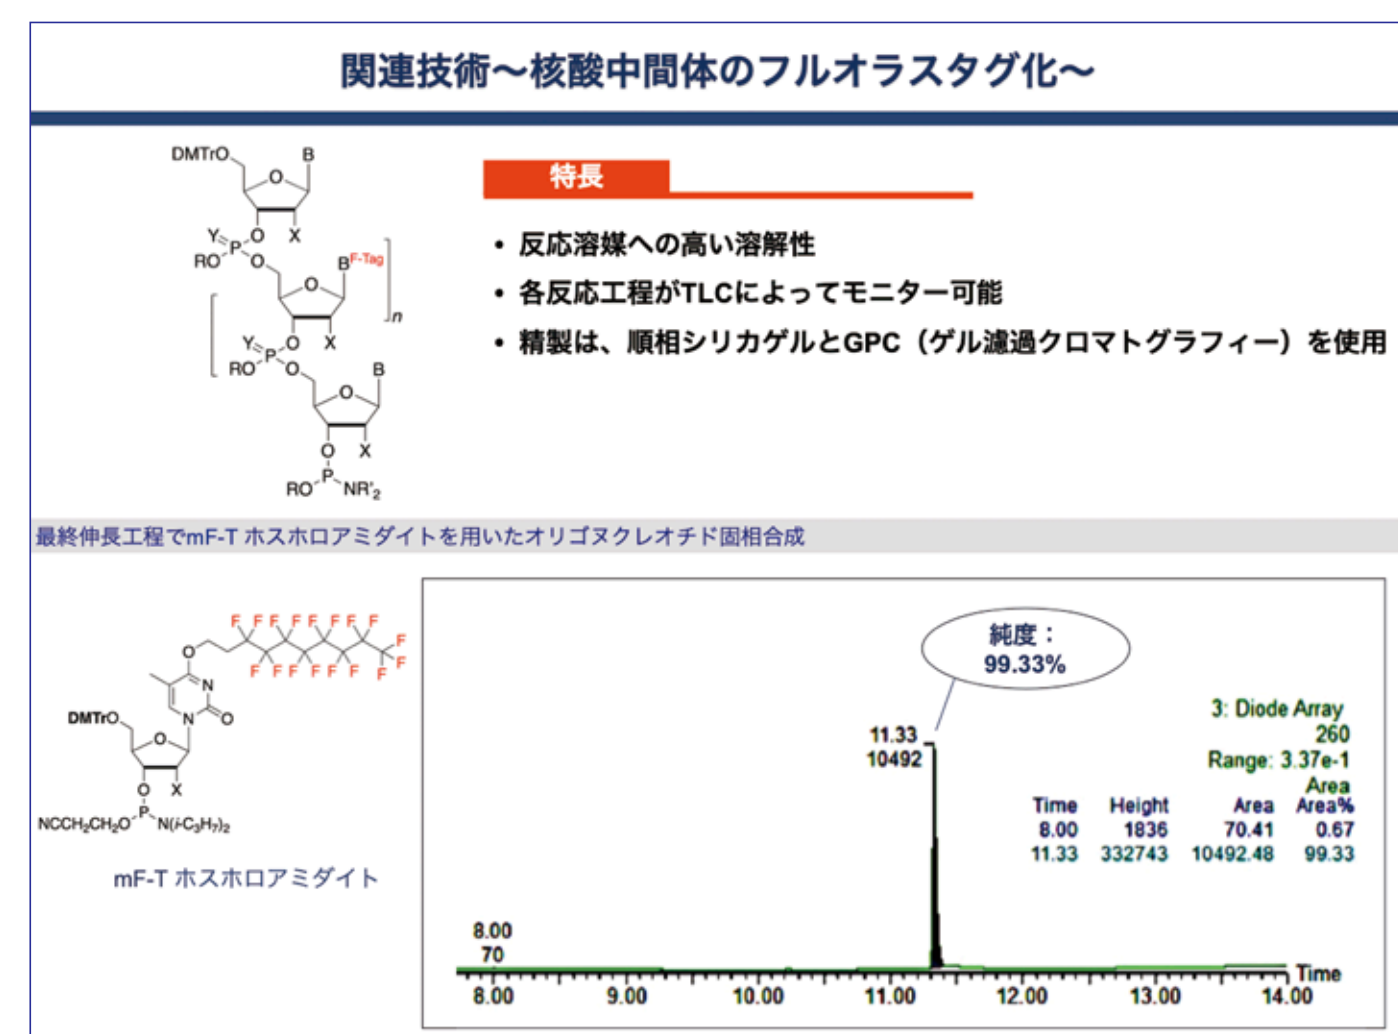 関連技術～核酸中間体のフルオラスタグ化～
DMTrO
B
O
Y
P
O
X
RO
O
B F-Tag
O
n
Y
P
O
X
RO
O
B
O
O
X
RO
P
NR'2
特長
• 反応溶媒への高い溶解性
• 各反応工程がTLCによってモニター可能
• 精製は、順相シリカゲルとGPC（ゲル濾過クロマトグラフィー）を使用
最終伸長工程でmF-T ホスホロアミダイトを用いたオリゴヌクレオチド固相合成
F F F F F F F F
F
O
F
F F F F F F F
N
DMTrO
N
O
O
O
X
NCCH2CH2O
P
N(i-C3H7)2
mF-T ホスホロアミダイト
純度：
99.33%
3: Diode Array
260
Range: 3.37e-1
Area
11.33
10492
Time Height Area Area%
8.00 1836 70.41 0.67
11.33 332743 10492.48 99.33
8.00
70
Time
8.00 9.00 10.00 11.00 12.00 13.00 14.00